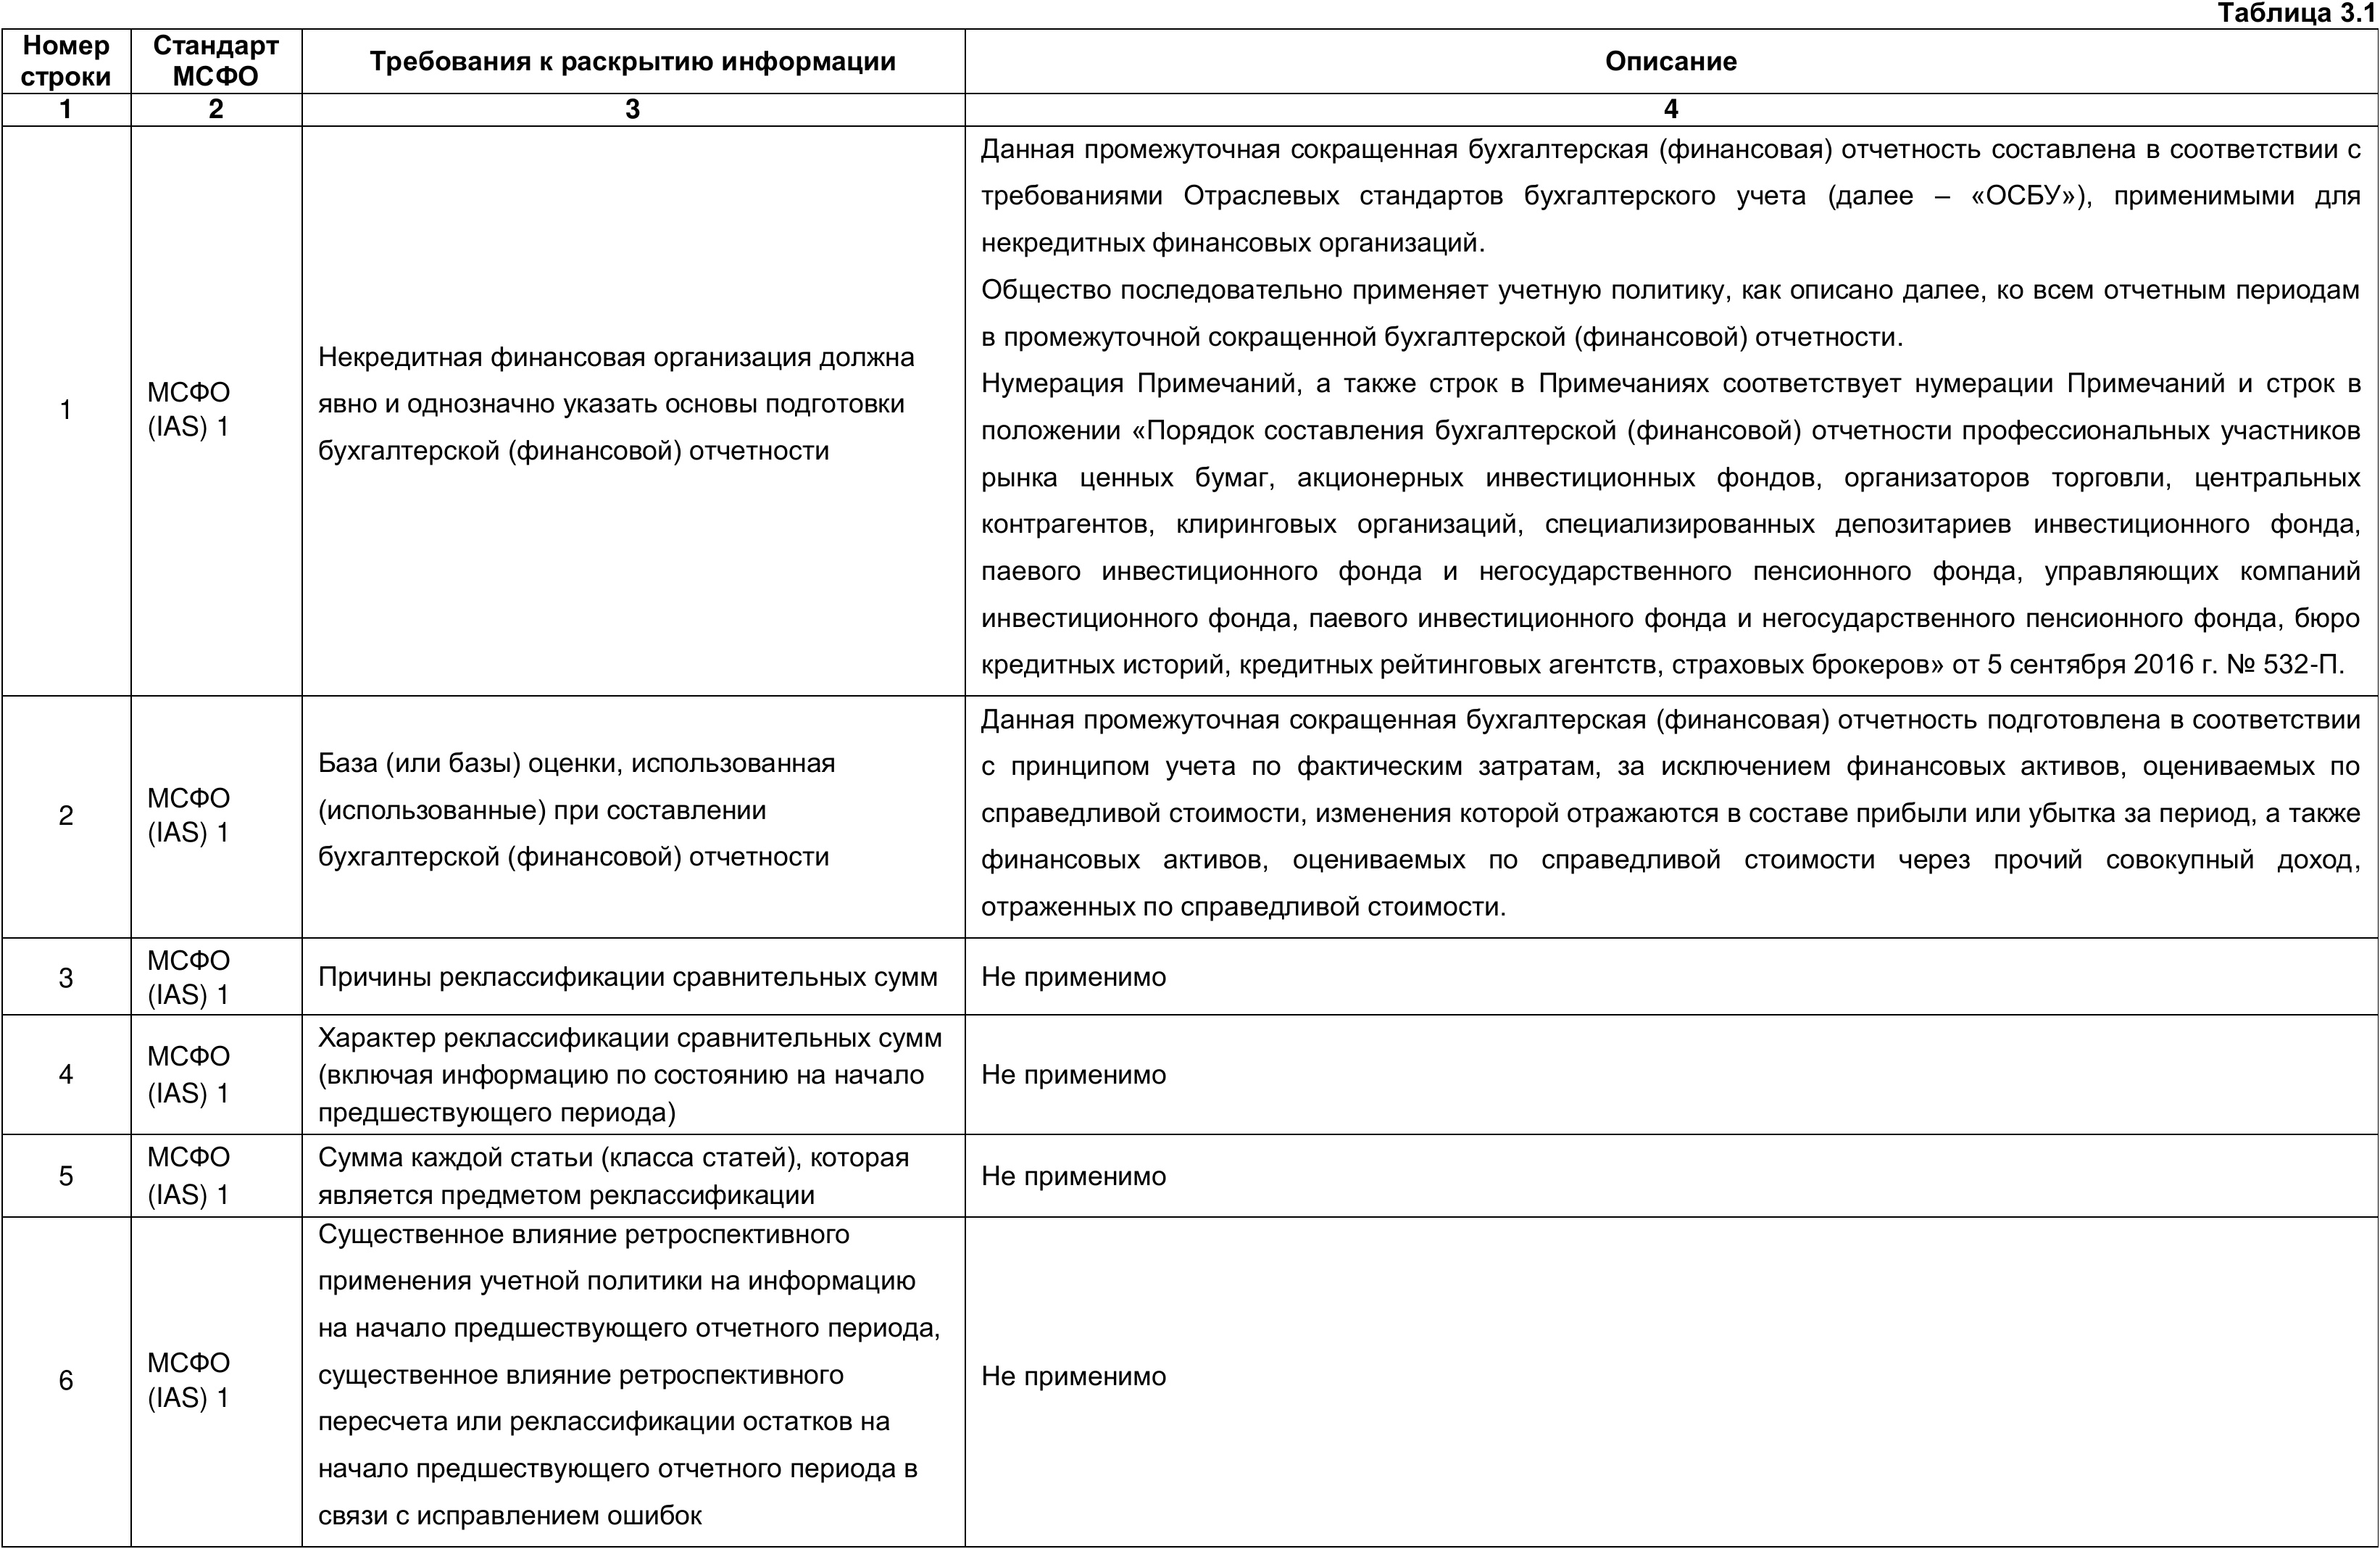 Таблица 3.1
Номер
строки
Стандарт
МСФО
Требования к раскрытию информации
Описание
1
2
3
4
1
МСФО
(IAS) 1
Некредитная финансовая организация должна
явно и однозначно указать основы подготовки
бухгалтерской (финансовой) отчетности
Данная промежуточная сокращенная бухгалтерская (финансовая) отчетность составлена в соответствии с
требованиями Отраслевых стандартов бухгалтерского учета (далее – «ОСБУ»), применимыми для
некредитных финансовых организаций.
Общество последовательно применяет учетную политику, как описано далее, ко всем отчетным периодам
в промежуточной сокращенной бухгалтерской (финансовой) отчетности.
Нумерация Примечаний, а также строк в Примечаниях соответствует нумерации Примечаний и строк в
положении «Порядок составления бухгалтерской (финансовой) отчетности профессиональных участников
рынка ценных бумаг, акционерных инвестиционных фондов, организаторов торговли, центральных
контрагентов, клиринговых организаций, специализированных депозитариев инвестиционного фонда,
паевого инвестиционного фонда и негосударственного пенсионного фонда, управляющих компаний
инвестиционного фонда, паевого инвестиционного фонда и негосударственного пенсионного фонда, бюро
кредитных историй, кредитных рейтинговых агентств, страховых брокеров» от 5 сентября 2016 г. № 532-П.
2
МСФО
(IAS) 1
База (или базы) оценки, использованная
(использованные) при составлении
бухгалтерской (финансовой) отчетности
Данная промежуточная сокращенная бухгалтерская (финансовая) отчетность подготовлена в соответствии
с принципом учета по фактическим затратам, за исключением финансовых активов, оцениваемых по
справедливой стоимости, изменения которой отражаются в составе прибыли или убытка за период, а также
финансовых активов, оцениваемых по справедливой стоимости через прочий совокупный доход,
отраженных по справедливой стоимости.
3
МСФО
(IAS) 1
Причины реклассификации сравнительных сумм
Не применимо
4
МСФО
(IAS) 1
Характер реклассификации сравнительных сумм
(включая информацию по состоянию на начало
предшествующего периода)
Не применимо
5
МСФО
(IAS) 1
Сумма каждой статьи (класса статей), которая
является предметом реклассификации
Не применимо
6
МСФО
(IAS) 1
Существенное влияние ретроспективного
применения учетной политики на информацию
на начало предшествующего отчетного периода,
существенное влияние ретроспективного
пересчета или реклассификации остатков на
начало предшествующего отчетного периода в
связи с исправлением ошибок
Не применимо